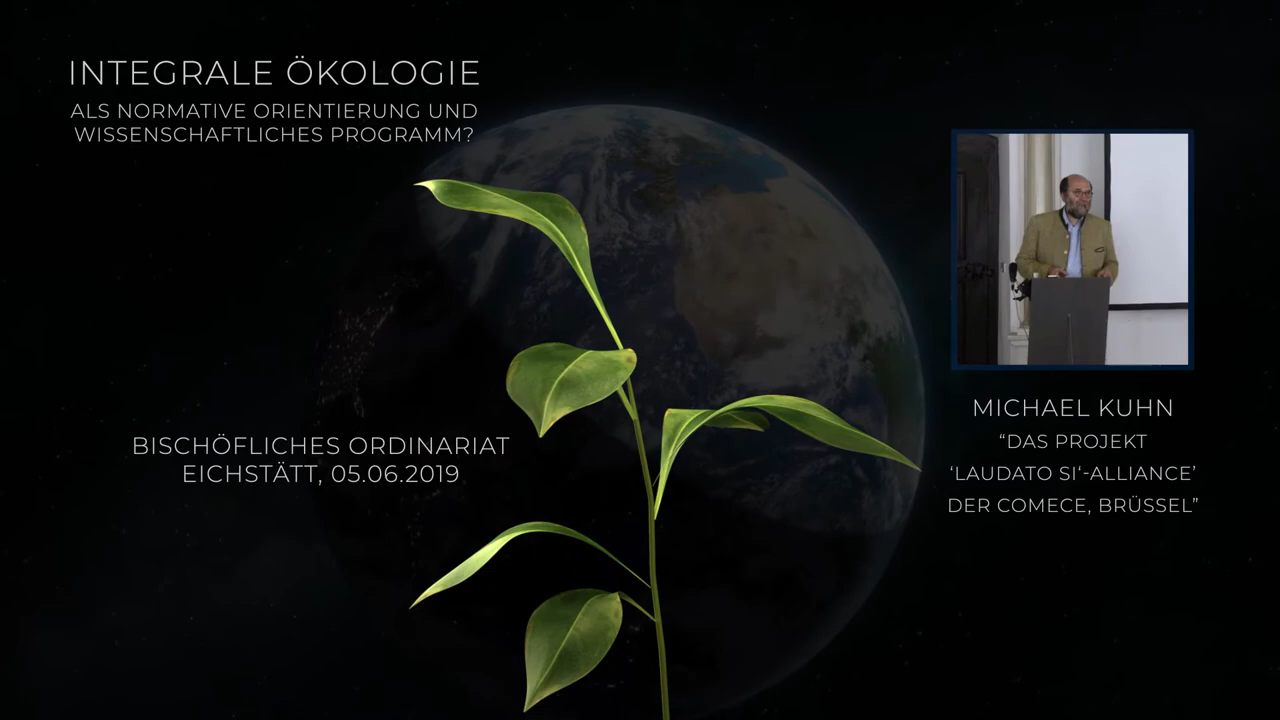 INTEGRALE ÖKOLOGIE
ALS NORMATIVE ORIENTIERUNG UND
WISSENSCHAFTLICHES PROGRAMM?
BISCHÖFLICHES ORDINARIAT
EICHSTÄTT, 05.06.2019
MICHAEL KUHN
“DAS PROJEKT
‘LAUDATO SI‘-ALLIANCE’
DER COMECE, BRÜSSEL”